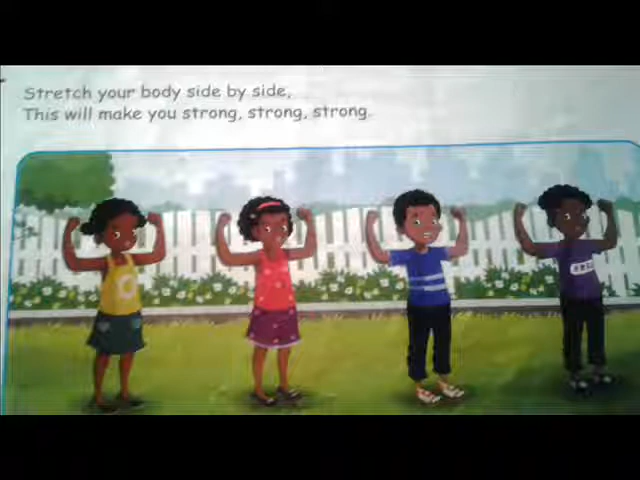 Stretch your body side by side,
This will make you strong, strong, strong.